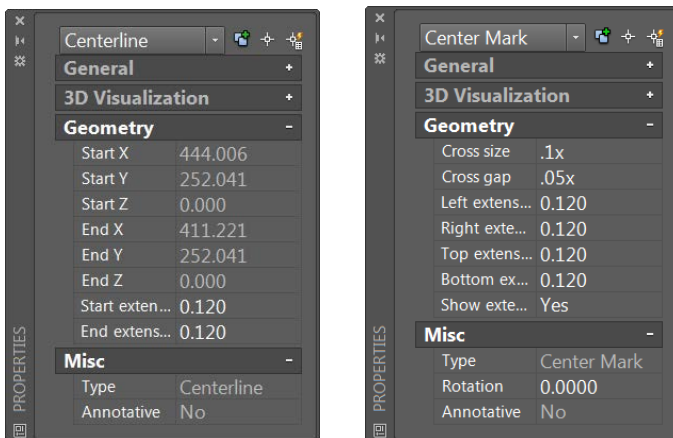 Centerline
General +
3D Visualization +
Geometry -
Start X 444.006
Start Y 252.041
Start Z 0.000
End X 411.221
End Y 252.041
End Z 0.000
Start exten... 0.120
End extens... 0.120
Misc -
Type Centerline
Annotative No
PROPERTIES
Center Mark
General +
3D Visualization +
Geometry -
Cross size .1x
Cross gap .05x
Left extens... 0.120
Right exte... 0.120
Top extens... 0.120
Bottom ex... 0.120
Show exte... Yes
Misc -
Type Center Mark
Rotation 0.0000
Annotative No
PROPERTIES